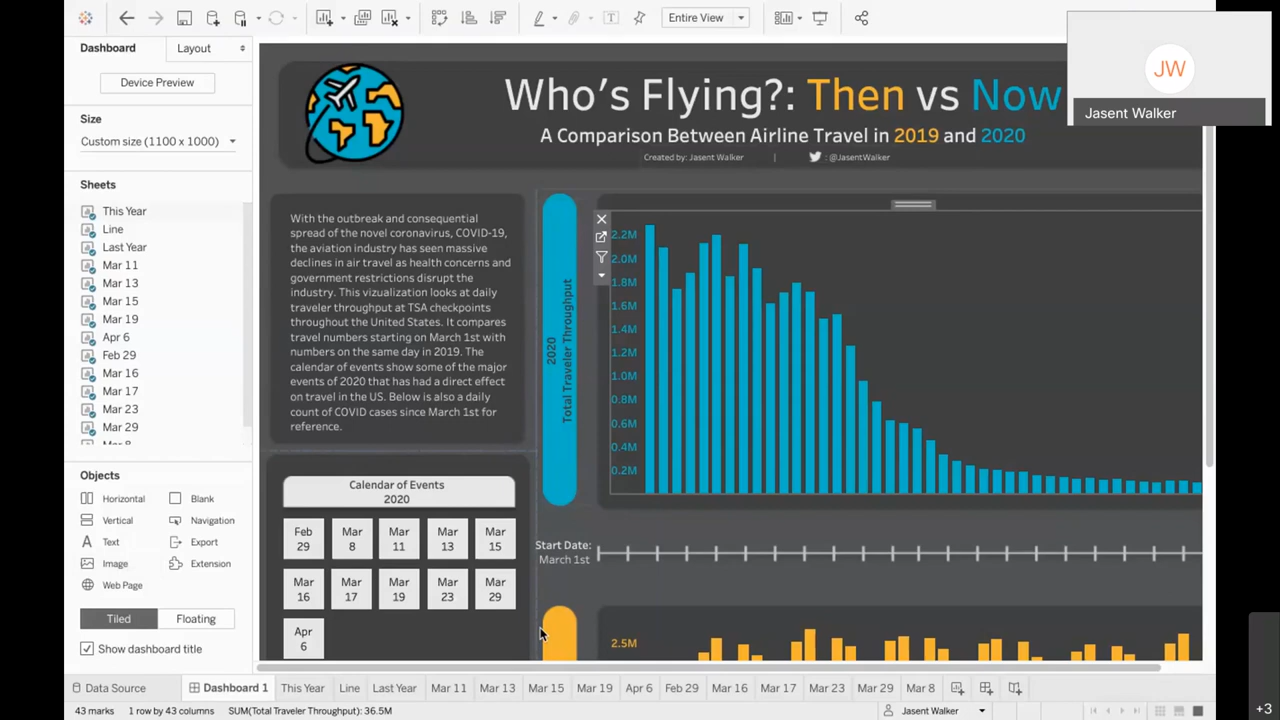 Entire View
JW
Jasent Walker
Dashboard
Layout
Device Preview
Size
Custom size (1100 x 1000)
Sheets
This Year
Line
Last Year
Mar 11
Mar 13
Mar 15
Mar 19
Apr 6
Feb 29
Mar 16
Mar 17
Mar 23
Mar 29
Mar 8
Objects
Horizontal
Blank
Vertical
Navigation
A Text
Export
Image
Extension
Web Page
Tiled
Floating
Show dashboard title
Who's Flying?: Then vs Now
A Comparison Between Airline Travel in 2019 and 2020
Created by: Jasent Walker | : @JasentWalker
With the outbreak and consequential
spread of the novel coronavirus, COVID-19,
the aviation industry has seen massive
declines in air travel as health concerns and
government restrictions disrupt the
industry. This vizualization looks at daily
traveler throughput at TSA checkpoints
throughout the United States. It compares
travel numbers starting on March 1st with
numbers on the same day in 2019. The
calendar of events show some of the major
events of 2020 that has had a direct effect
on travel in the US. Below is also a daily
count of COVID cases since March 1st for
reference.
Calendar of Events
2020
Feb 29
Mar 8
Mar 11
Mar 13
Mar 15
Mar 16
Mar 17
Mar 19
Mar 23
Mar 29
Apr 6
2020
Total Traveler Throughput
2.2M
2.0M
1.8M
1.6M
1.4M
1.2M
1.0M
0.8M
0.6M
0.4M
0.2M
Start Date:
March 1st
2.5M
Data Source
Dashboard 1
This Year
Line
Last Year
Mar 11
Mar 13
Mar 15
Mar 19
Apr 6
Feb 29
Mar 16
Mar 17
Mar 23
Mar 29
Mar 8
43 marks
1 row by 43 columns
SUM(Total Traveler Throughput): 36.5M
Jasent Walker
+3